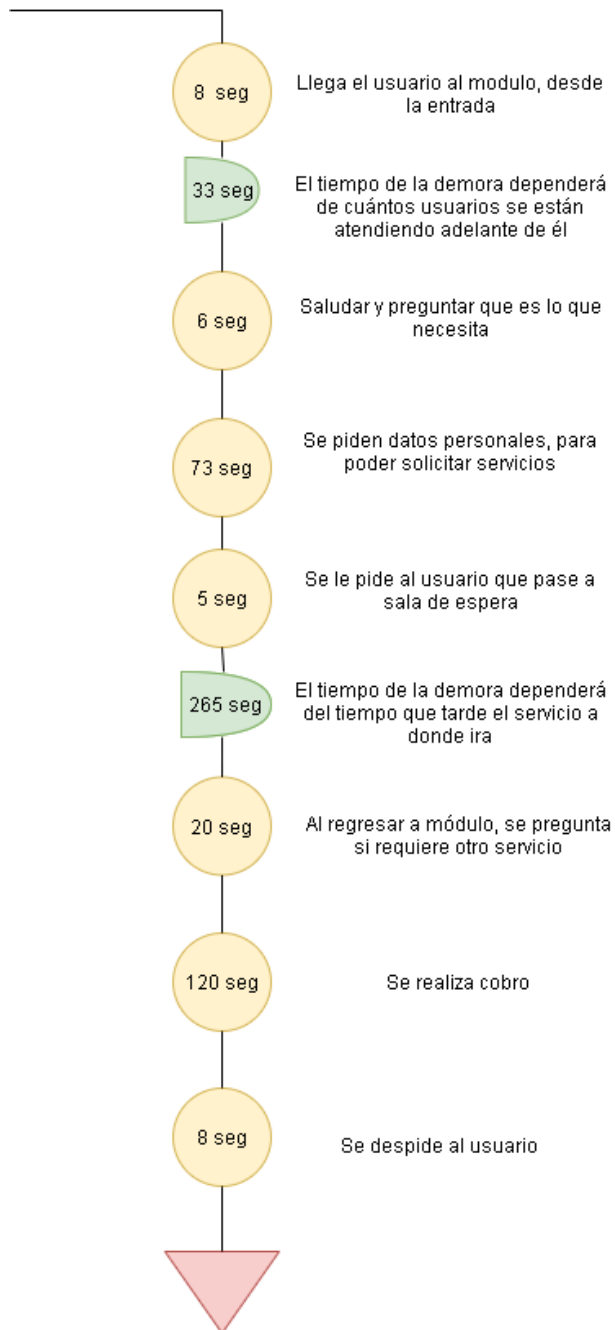 8 seg
Llega el usuario al modulo, desde
la entrada
33 seg
El tiempo de la demora dependerá
de cuántos usuarios se están
atendiendo adelante de él
6 seg
Saludar y preguntar que es lo que
necesita
73 seg
Se piden datos personales, para
poder solicitar servicios
5 seg
Se le pide al usuario que pase a
sala de espera
265 seg
El tiempo de la demora dependerá
del tiempo que tarde el servicio a
donde ira
20 seg
Al regresar a módulo, se pregunta
si requiere otro servicio
120 seg
Se realiza cobro
8 seg
Se despide al usuario